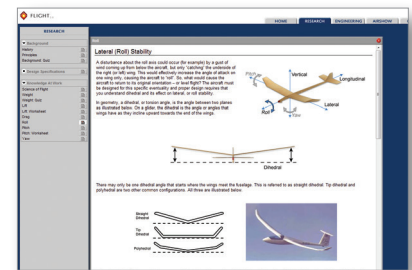 FLIGHT...
HOME
RESEARCH
ENGINEERING
AIRSHOW
RESEARCH
Background
History
Principles
Background Quiz
Design Specifications
Knowledge At Work
Science of Flight
Weight
Weight Quiz
Lift
Lift Worksheet
Drag
Roll
Pitch
Pitch Worksheet
Yaw
Lateral (Roll) Stability
A disturbance about the roll axis could occur (for example) by a gust of
wind coming up from below the aircraft, but only "catching" the underside of
the right (or left) wing. This would effectively increase the angle of attack on
one wing only, causing the aircraft to "roll". So, what would cause the
aircraft to return to its original orientation – or level flight? The aircraft must
be designed for this specific eventuality and proper design requires that
you understand dihedral and its effect on lateral, or roll stability.
In geometry, a dihedral, or torsion angle, is the angle between two planes
as illustrated below. On a glider, the dihedral is the angle or angles that
wings have as they incline upward towards the end of the wings.
Pitch
Vertical
Longitudinal
Lateral
Roll
Yaw
Dihedral
Dihedral
There may only be one dihedral angle that starts where the wings meet the fuselage. This is referred to as straight dihedral. Tip dihedral and
polyhedral are two other common configurations. All three are illustrated below.
Straight
Dihedral
Tip
Dihedral
Polyhedral